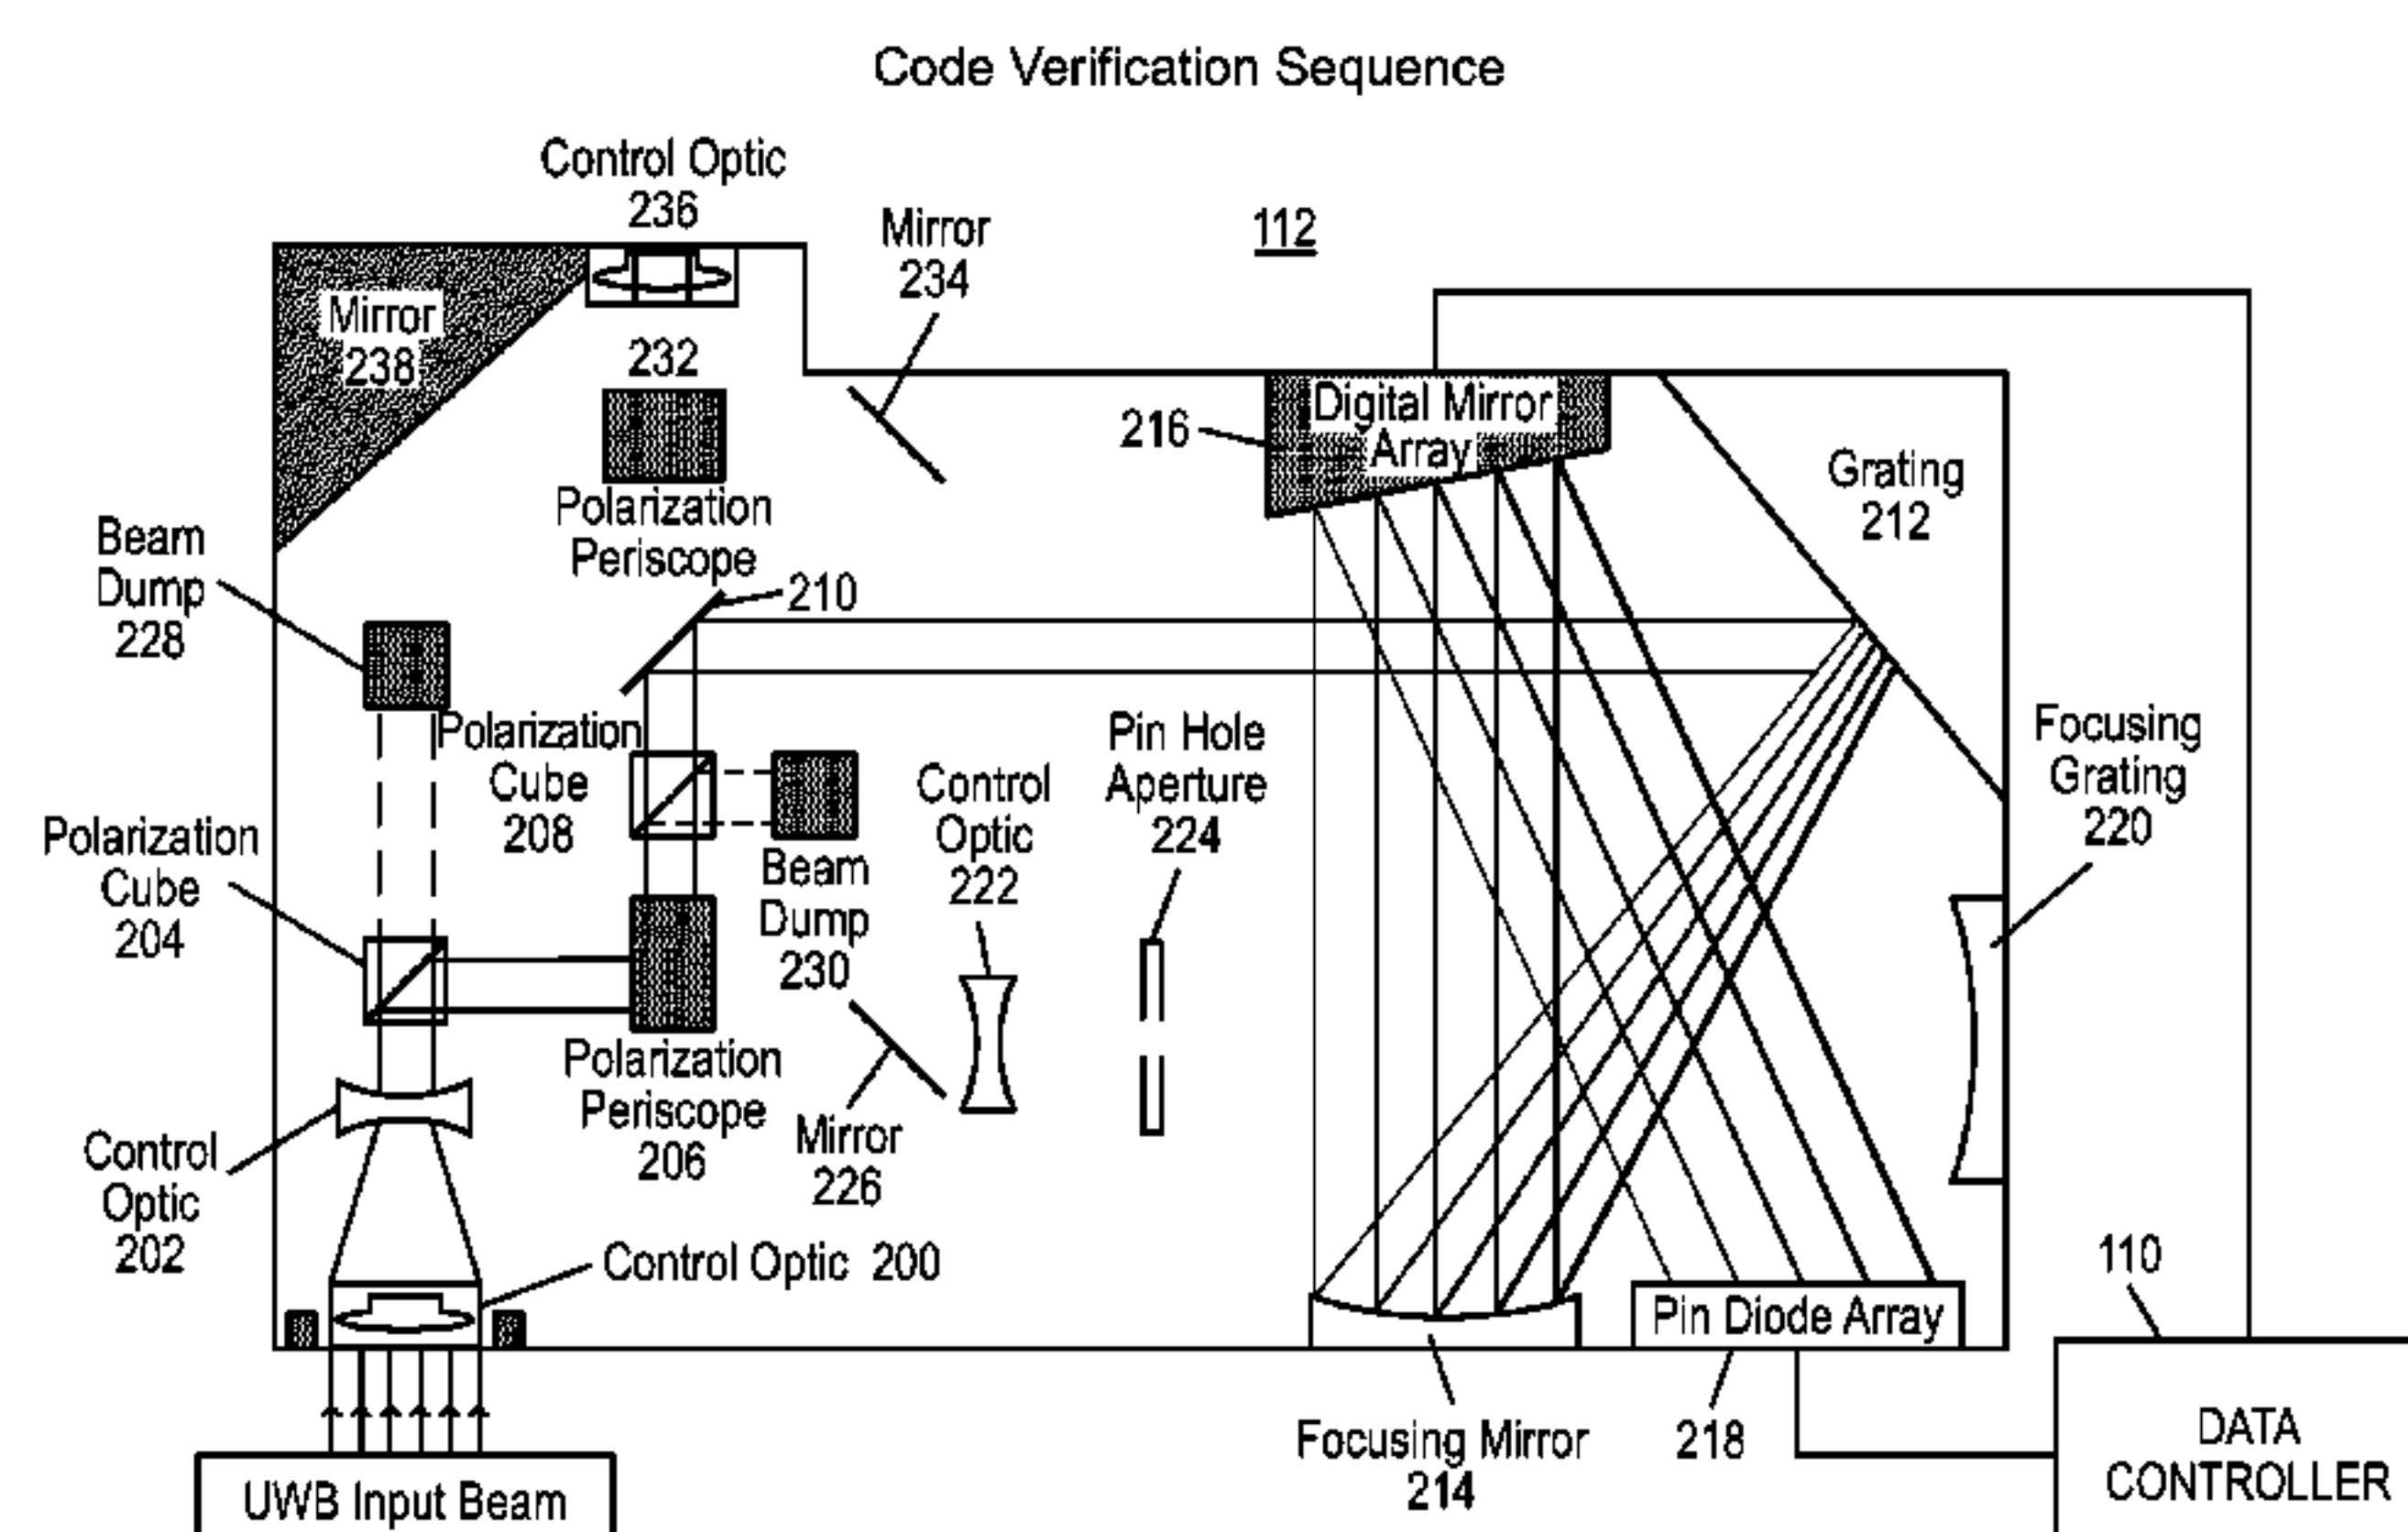 Code Verification Sequence
Control Optic
236
Mirror
234
112
Mirror
238
232
Polarization
Periscope
216
Digital Mirror
Array
Grating
212
Beam
Dump
228
210
Polarization
Cube
208
Polarization
Cube
204
Beam
Dump
230
Control
Optic
222
Pin Hole
Aperture
224
Focusing
Grating
220
Polarization
Periscope
206
Mirror
226
Control
Optic
202
Control Optic 200
Pin Diode Array
110
Focusing Mirror
214
218
DATA
CONTROLLER
UWB Input Beam